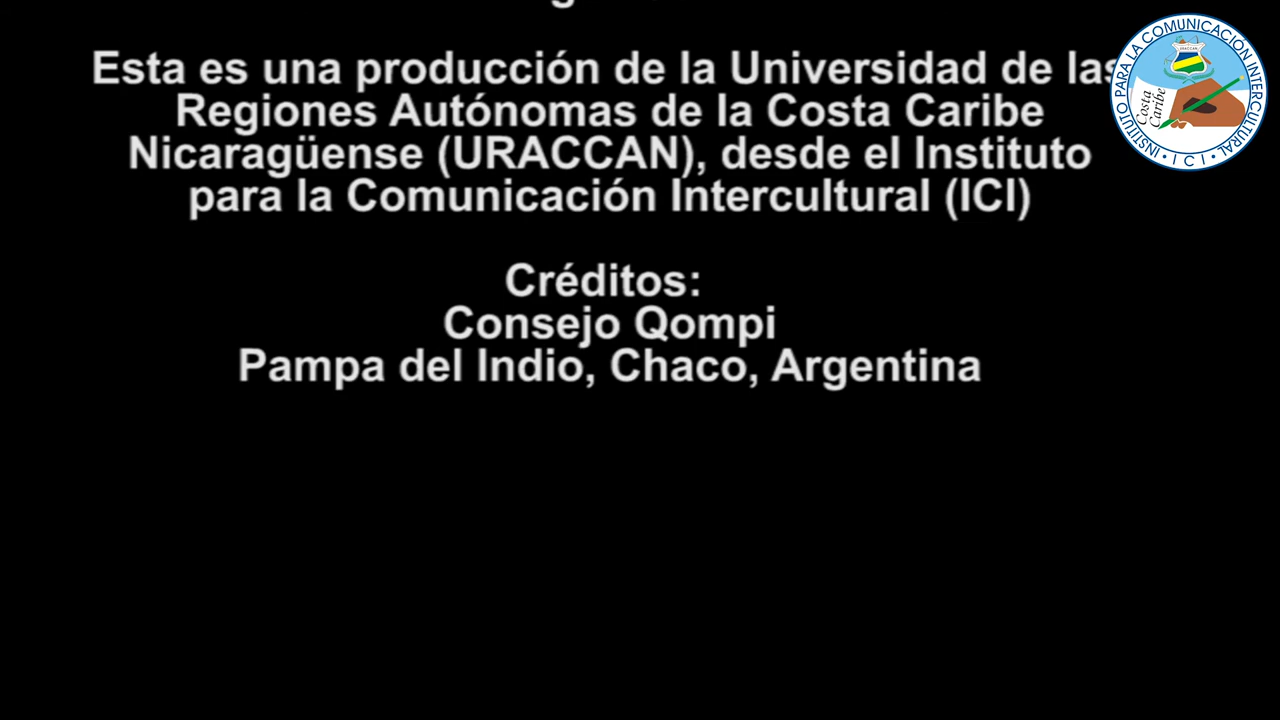 Esta es una producción de la Universidad de las
Regiones Autónomas de la Costa Caribe
Nicaragüense (URACCAN), desde el Instituto
para la Comunicación Intercultural (ICI)
Créditos:
Consejo Qompi
Pampa del Indio, Chaco, Argentina
INSTITUTO PARA LA COMUNICACIÓN INTERCULTURAL
URACCAN
Costa
Caribe
• I C I •